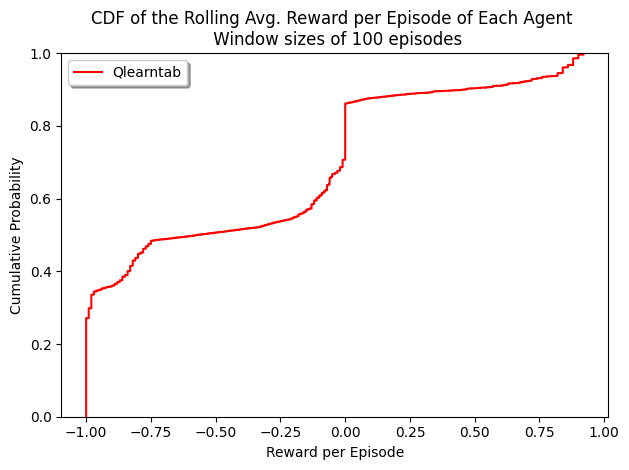 CDF of the Rolling Avg. Reward per Episode of Each Agent
Window sizes of 100 episodes
Qlearntab
1.0
0.8
0.6
0.4
0.2
0.0
Cumulative Probability
−1.00 −0.75 −0.50 −0.25 0.00 0.25 0.50 0.75 1.00
Reward per Episode